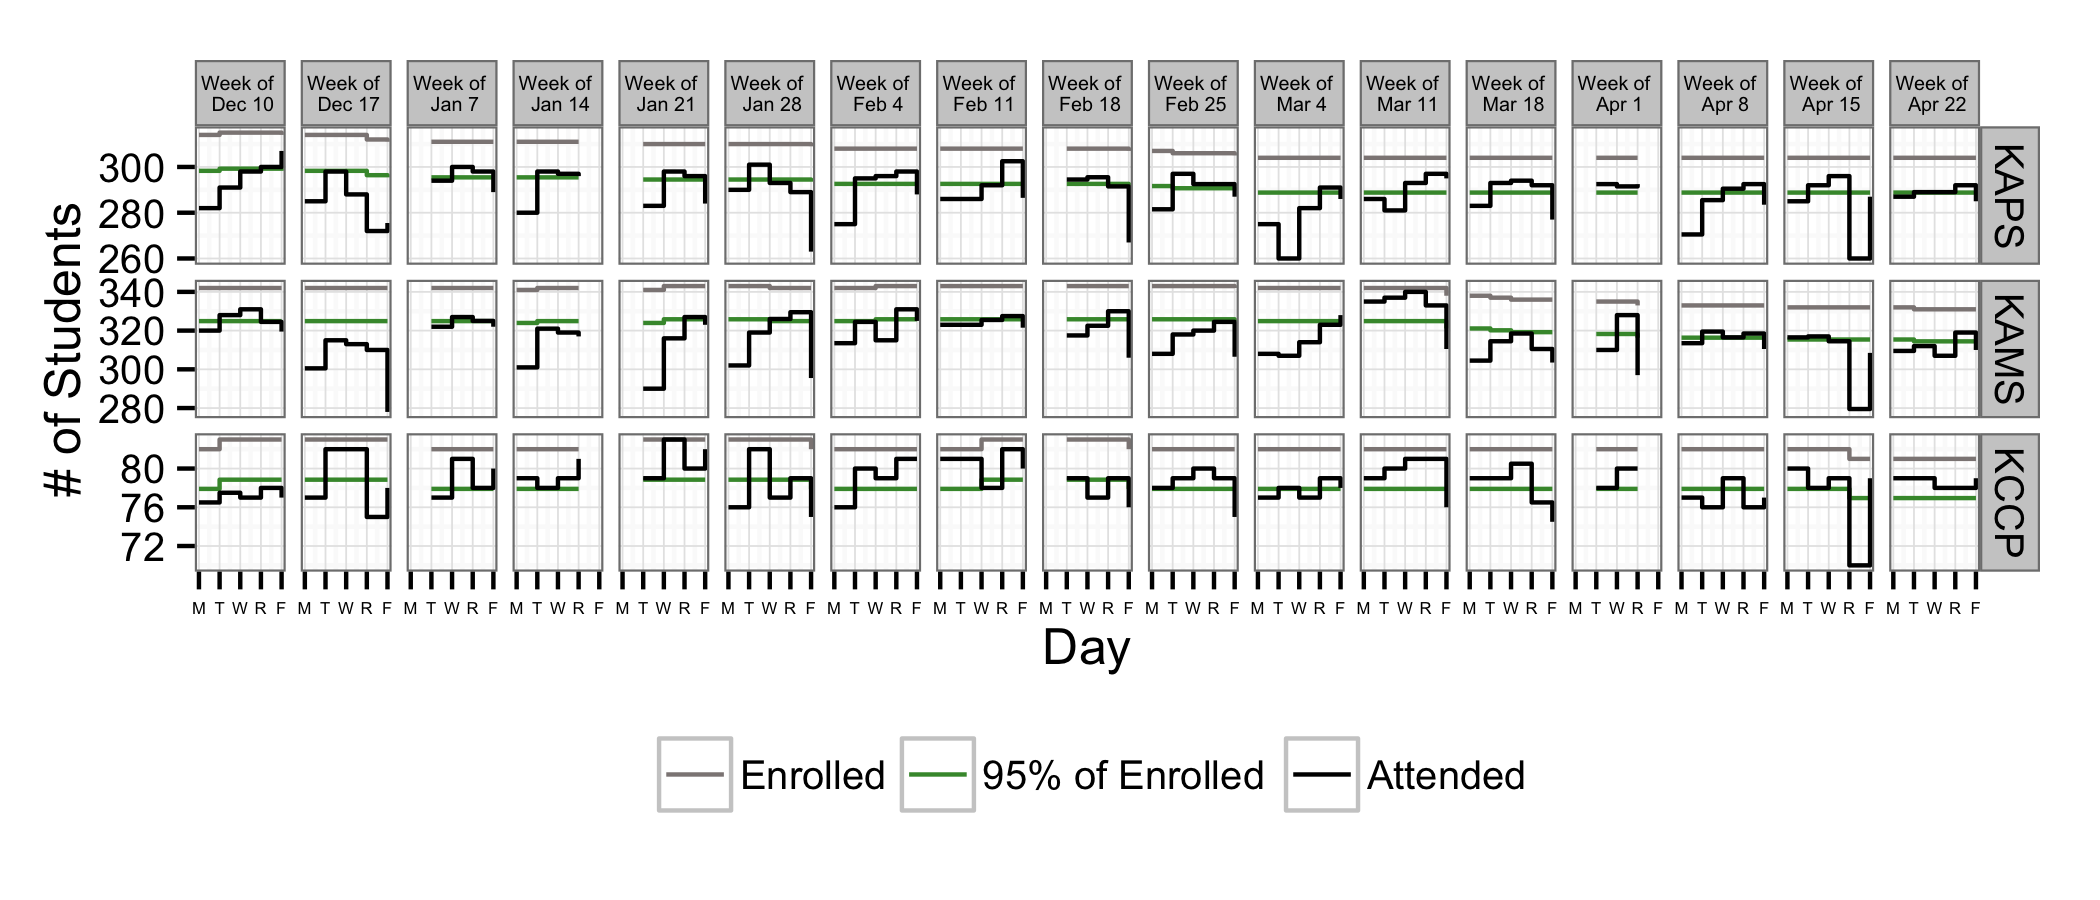 Week of Dec 10
Week of Dec 17
Week of Jan 7
Week of Jan 14
Week of Jan 21
Week of Jan 28
Week of Feb 4
Week of Feb 11
Week of Feb 18
Week of Feb 25
Week of Mar 4
Week of Mar 11
Week of Mar 18
Week of Apr 1
Week of Apr 8
Week of Apr 15
Week of Apr 22
# of Students
300
280
260
KAPS
340
320
300
280
KAMS
80
76
72
KCCP
M T W R F M T W R F M T W R F M T W R F M T W R F M T W R F M T W R F M T W R F M T W R F M T W R F M T W R F M T W R F M T W R F M T W R F M T W R F M T W R F M T W R F
Day
Enrolled 95% of Enrolled Attended